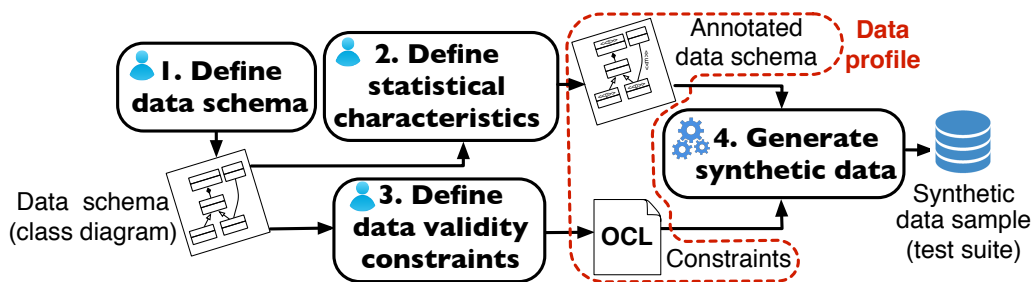 1. Define
data schema
Data schema
(class diagram)
2. Define
statistical
characteristics
3. Define
data validity
constraints
Annotated
data schema
Data
profile
OCL
Constraints
4. Generate
synthetic data
Synthetic
data sample
(test suite)